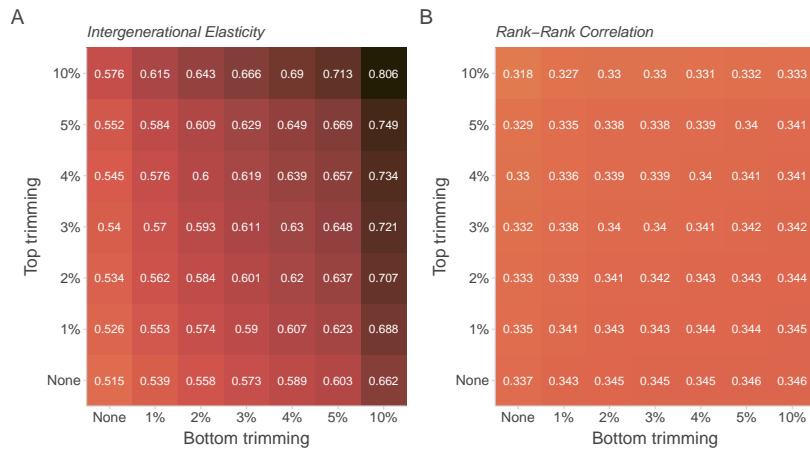 A
Intergenerational Elasticity
Top trimming
10% 0.576 0.615 0.643 0.666 0.69 0.713 0.806
5% 0.552 0.584 0.609 0.629 0.649 0.669 0.749
4% 0.545 0.576 0.6 0.619 0.639 0.657 0.734
3% 0.54 0.57 0.593 0.611 0.63 0.648 0.721
2% 0.534 0.562 0.584 0.601 0.62 0.637 0.707
1% 0.526 0.553 0.574 0.59 0.607 0.623 0.688
None 0.515 0.539 0.558 0.573 0.589 0.603 0.662
None 1% 2% 3% 4% 5% 10%
Bottom trimming
B
Rank−Rank Correlation
Top trimming
10% 0.318 0.327 0.33 0.33 0.331 0.332 0.333
5% 0.329 0.335 0.338 0.338 0.339 0.34 0.341
4% 0.33 0.336 0.339 0.339 0.34 0.341 0.341
3% 0.332 0.338 0.34 0.34 0.341 0.342 0.342
2% 0.333 0.339 0.341 0.342 0.343 0.343 0.344
1% 0.335 0.341 0.343 0.343 0.344 0.344 0.345
None 0.337 0.343 0.345 0.345 0.345 0.346 0.346
None 1% 2% 3% 4% 5% 10%
Bottom trimming